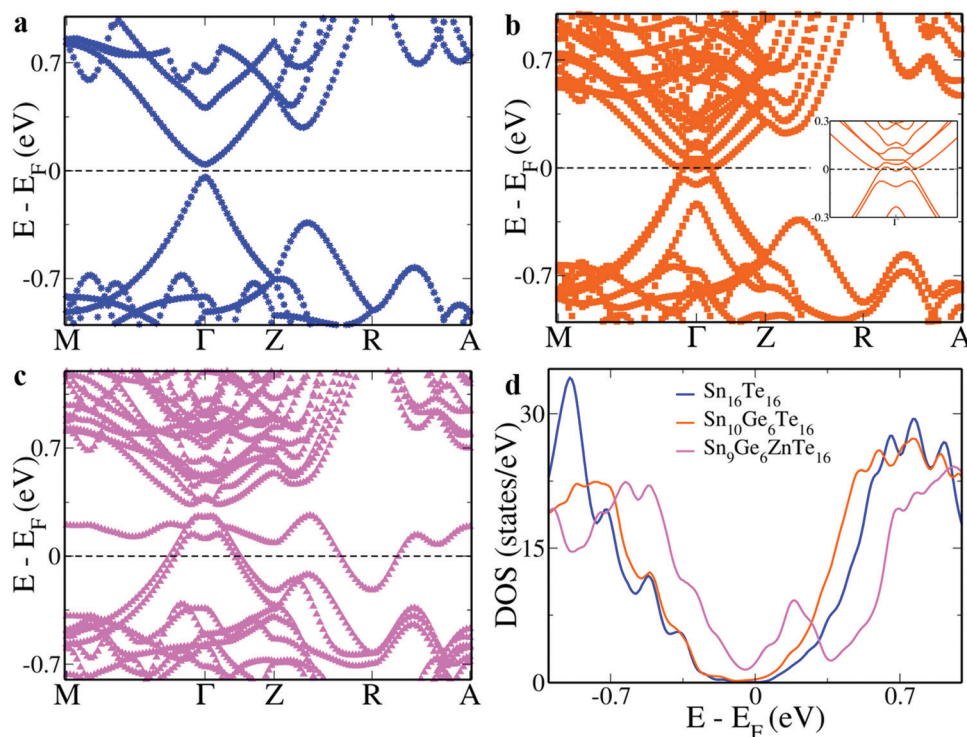 a
E - E_F (eV)
0.7
0
-0.7
M Γ Z R A
b
E - E_F (eV)
0.7
0
-0.7
0.3
0
-0.3
Γ
M Γ Z R A
c
E - E_F (eV)
0.7
0
-0.7
M Γ Z R A
d
DOS (states/eV)
30
15
0
Sn₁₆Te₁₆
Sn₁₀Ge₆Te₁₆
Sn₉Ge₆ZnTe₁₆
-0.7 0 0.7
E - E_F (eV)